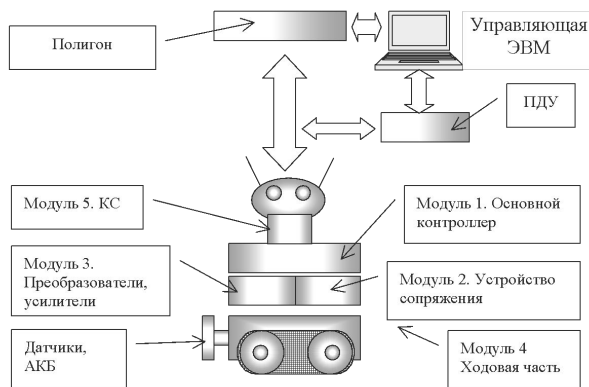 Полигон
Управляющая
ЭВМ
ПДУ
Модуль 5. КС
Модуль 1. Основной
контроллер
Модуль 3.
Преобразователи,
усилители
Модуль 2. Устройство
сопряжения
Датчики,
АКБ
Модуль 4
Ходовая часть